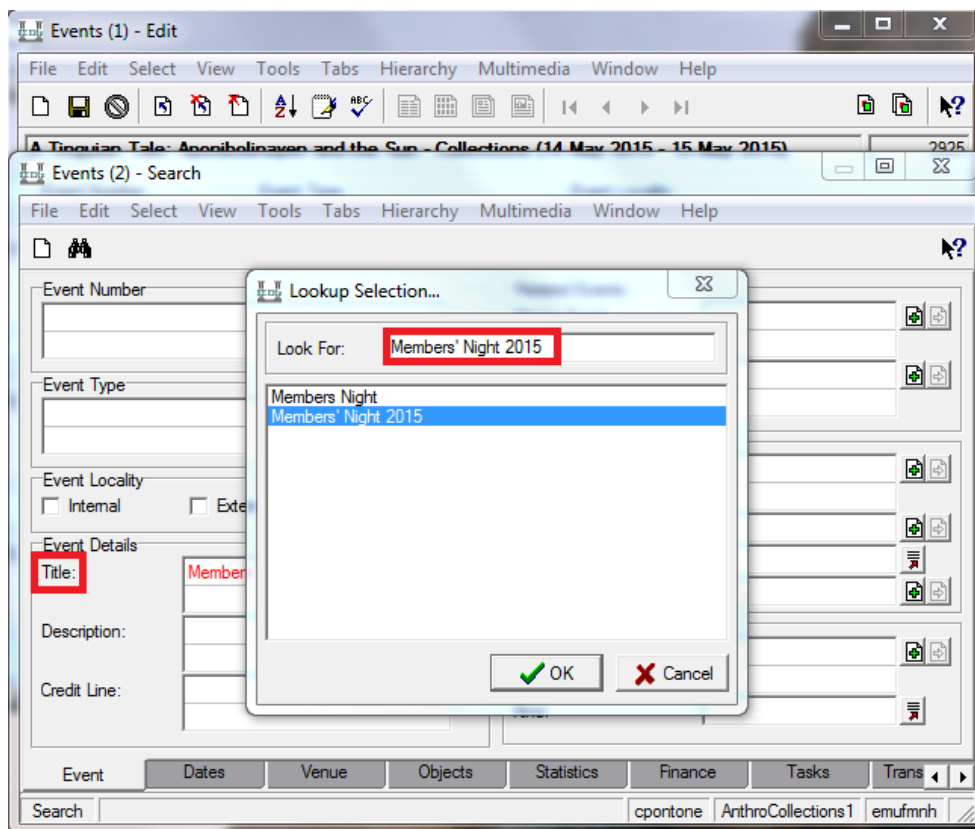 Events (1) - Edit
File Edit Select View Tools Tabs Hierarchy Multimedia Window Help
A Tinguian Tale: Aponibolinayen and the Sun - Collections (14 May 2015 - 15 May 2015) 2925
Events (2) - Search
File Edit Select View Tools Tabs Hierarchy Multimedia Window Help
Event Number
Lookup Selection...
Look For: Members' Night 2015
Event Type
Members Night
Members' Night 2015
Event Locality
Internal Exte
Event Details
Title: Member
Description:
OK Cancel
Credit Line:
Event Dates Venue Objects Statistics Finance Tasks Trans
Search cpontone AnthroCollections1 emufmnh